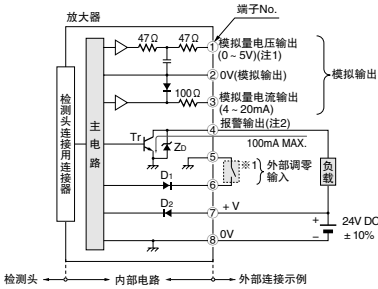 端子No.
放大器
47Ω 47Ω
① 模拟量电压输出
(0～5V)(注1)
② 0V(模拟输出)
模拟输出
100Ω
③ 模拟量电流输出
(4～20mA)
④ 报警输出(注2)
100mA MAX.
检测头连接用连接器
主电路
Tr
ZD
⑤
※1
外部调零
输入
负载
D1
⑥
D2
⑦ +V
+
−
24V DC
±10%
⑧ 0V
检测头
内部电路
外部连接示例